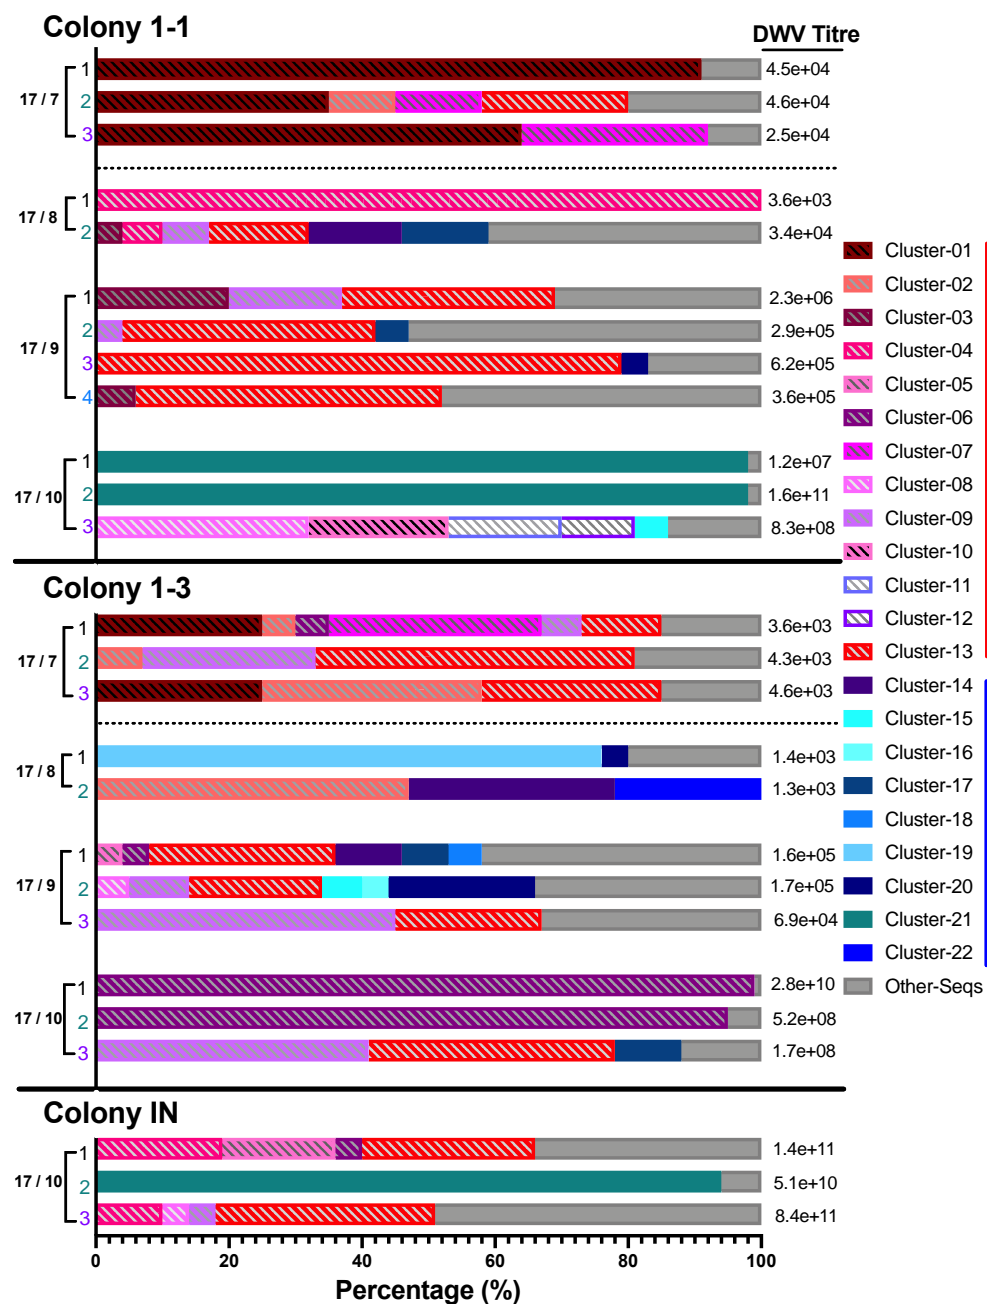 Colony 1-1
DWV Titre
17 / 7
1 4.5e+04
2 4.6e+04
3 2.5e+04
17 / 8
1 3.6e+03
2 3.4e+04
17 / 9
1 2.3e+06
2 2.9e+05
3 6.2e+05
4 3.6e+05
17 / 10
1 1.2e+07
2 1.6e+11
3 8.3e+08
Colony 1-3
17 / 7
1 3.6e+03
2 4.3e+03
3 4.6e+03
17 / 8
1 1.4e+03
2 1.3e+03
17 / 9
1 1.6e+05
2 1.7e+05
3 6.9e+04
17 / 10
1 2.8e+10
2 5.2e+08
3 1.7e+08
Colony IN
17 / 10
1 1.4e+11
2 5.1e+10
3 8.4e+11
0 20 40 60 80 100
Percentage (%)
Cluster-01
Cluster-02
Cluster-03
Cluster-04
Cluster-05
Cluster-06
Cluster-07
Cluster-08
Cluster-09
Cluster-10
Cluster-11
Cluster-12
Cluster-13
Cluster-14
Cluster-15
Cluster-16
Cluster-17
Cluster-18
Cluster-19
Cluster-20
Cluster-21
Cluster-22
Other-Seqs